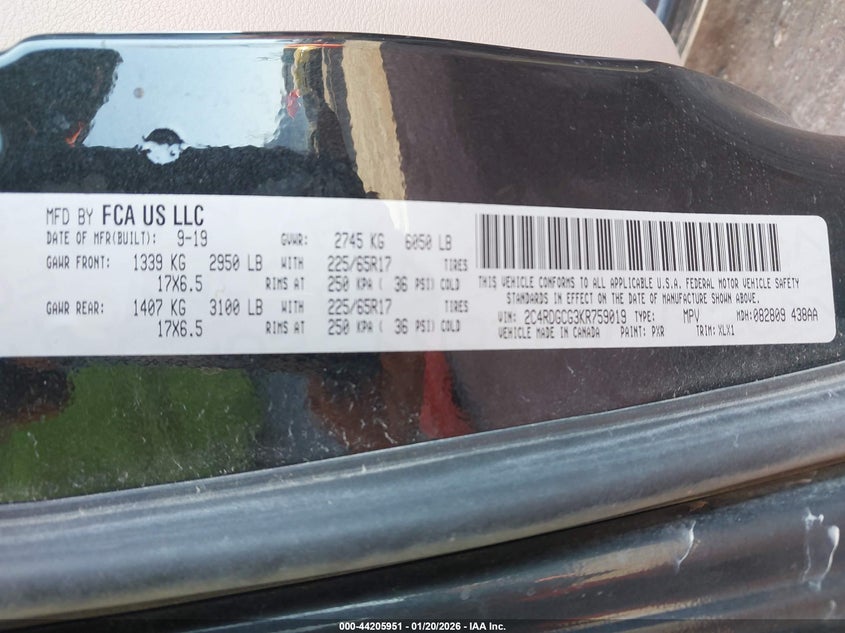 MFD BY FCA US LLC
DATE OF MFR(BUILT): 9-19 GVWR: 2745 KG 6050 LB
GAWR FRONT: 1339 KG 2950 LB WITH 225/65R17 TIRES
17X6.5 RIMS AT 250 KPA ( 36 PSI) COLD
GAWR REAR: 1407 KG 3100 LB WITH 225/65R17 TIRES
17X6.5 RIMS AT 250 KPA ( 36 PSI) COLD
THIS VEHICLE CONFORMS TO ALL APPLICABLE U.S.A. FEDERAL MOTOR VEHICLE SAFETY
STANDARDS IN EFFECT ON THE DATE OF MANUFACTURE SHOWN ABOVE.
VIN: 2C4RDGCG3KR759019 TYPE: MPV MDH:082809 438AA
VEHICLE MADE IN CANADA PAINT: PXR TRIM: XLX1
000-44205951 | 01/20/2026 - IAA Inc.